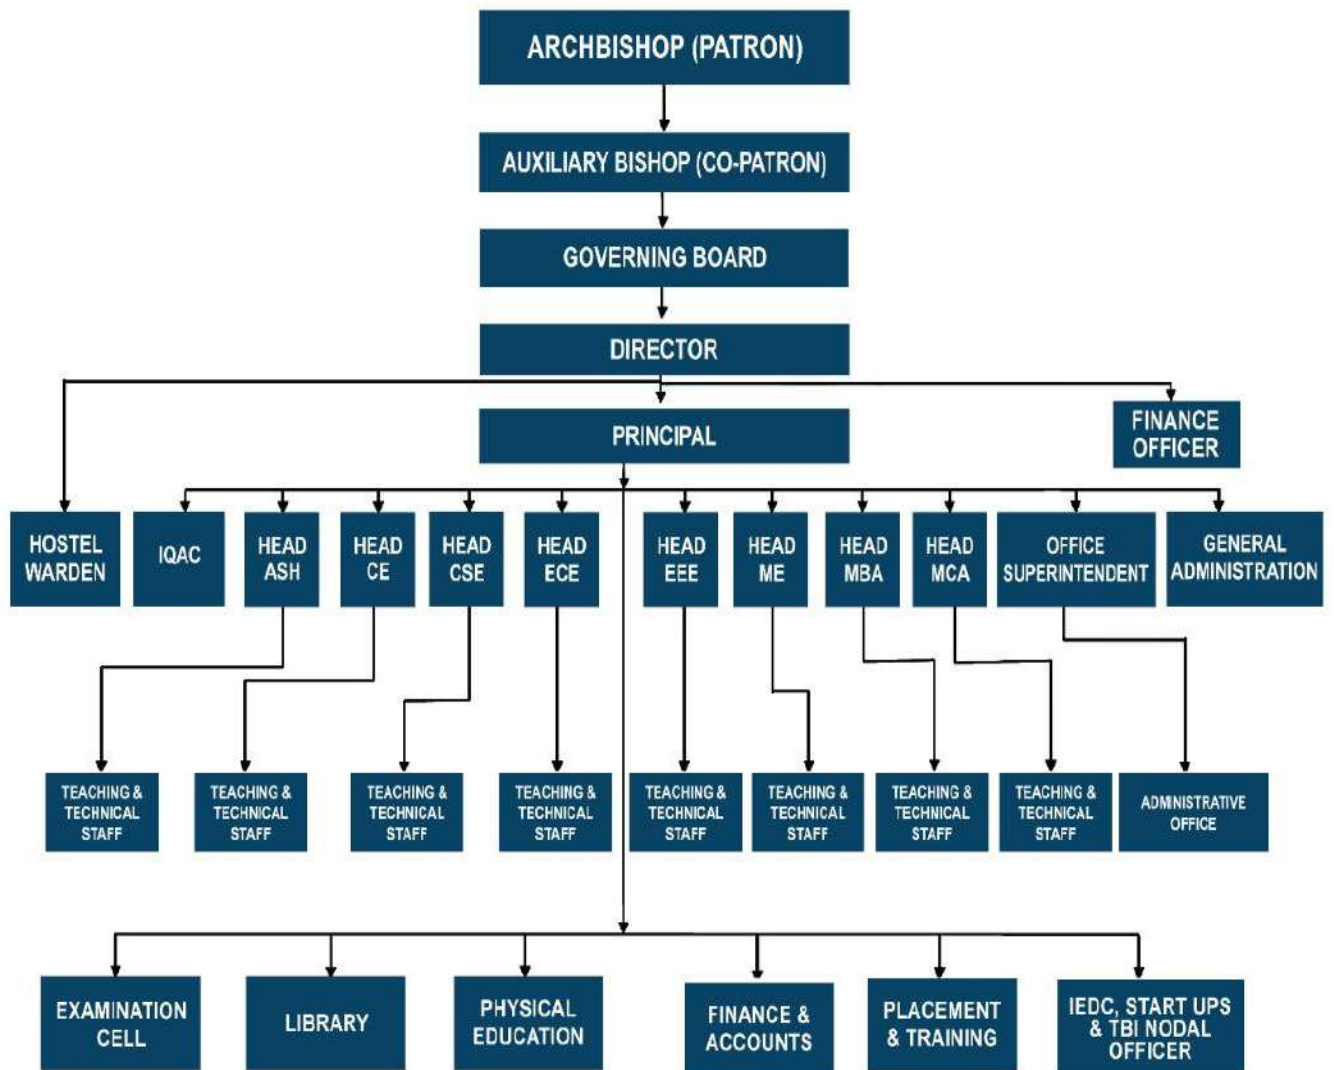 ARCHBISHOP (PATRON)
AUXILIARY BISHOP (CO-PATRON)
GOVERNING BOARD
DIRECTOR
PRINCIPAL
FINANCE
OFFICER
HOSTEL
WARDEN
IQAC
HEAD
ASH
HEAD
CE
HEAD
CSE
HEAD
ECE
HEAD
EEE
HEAD
ME
HEAD
MBA
HEAD
MCA
OFFICE
SUPERINTENDENT
GENERAL
ADMINISTRATION
TEACHING &
TECHNICAL
STAFF
TEACHING &
TECHNICAL
STAFF
TEACHING &
TECHNICAL
STAFF
TEACHING &
TECHNICAL
STAFF
TEACHING &
TECHNICAL
STAFF
TEACHING &
TECHNICAL
STAFF
TEACHING &
TECHNICAL
STAFF
TEACHING &
TECHNICAL
STAFF
ADMINISTRATIVE
OFFICE
EXAMINATION
CELL
LIBRARY
PHYSICAL
EDUCATION
FINANCE &
ACCOUNTS
PLACEMENT
& TRAINING
IEDC, START UPS
& TBI NODAL
OFFICER